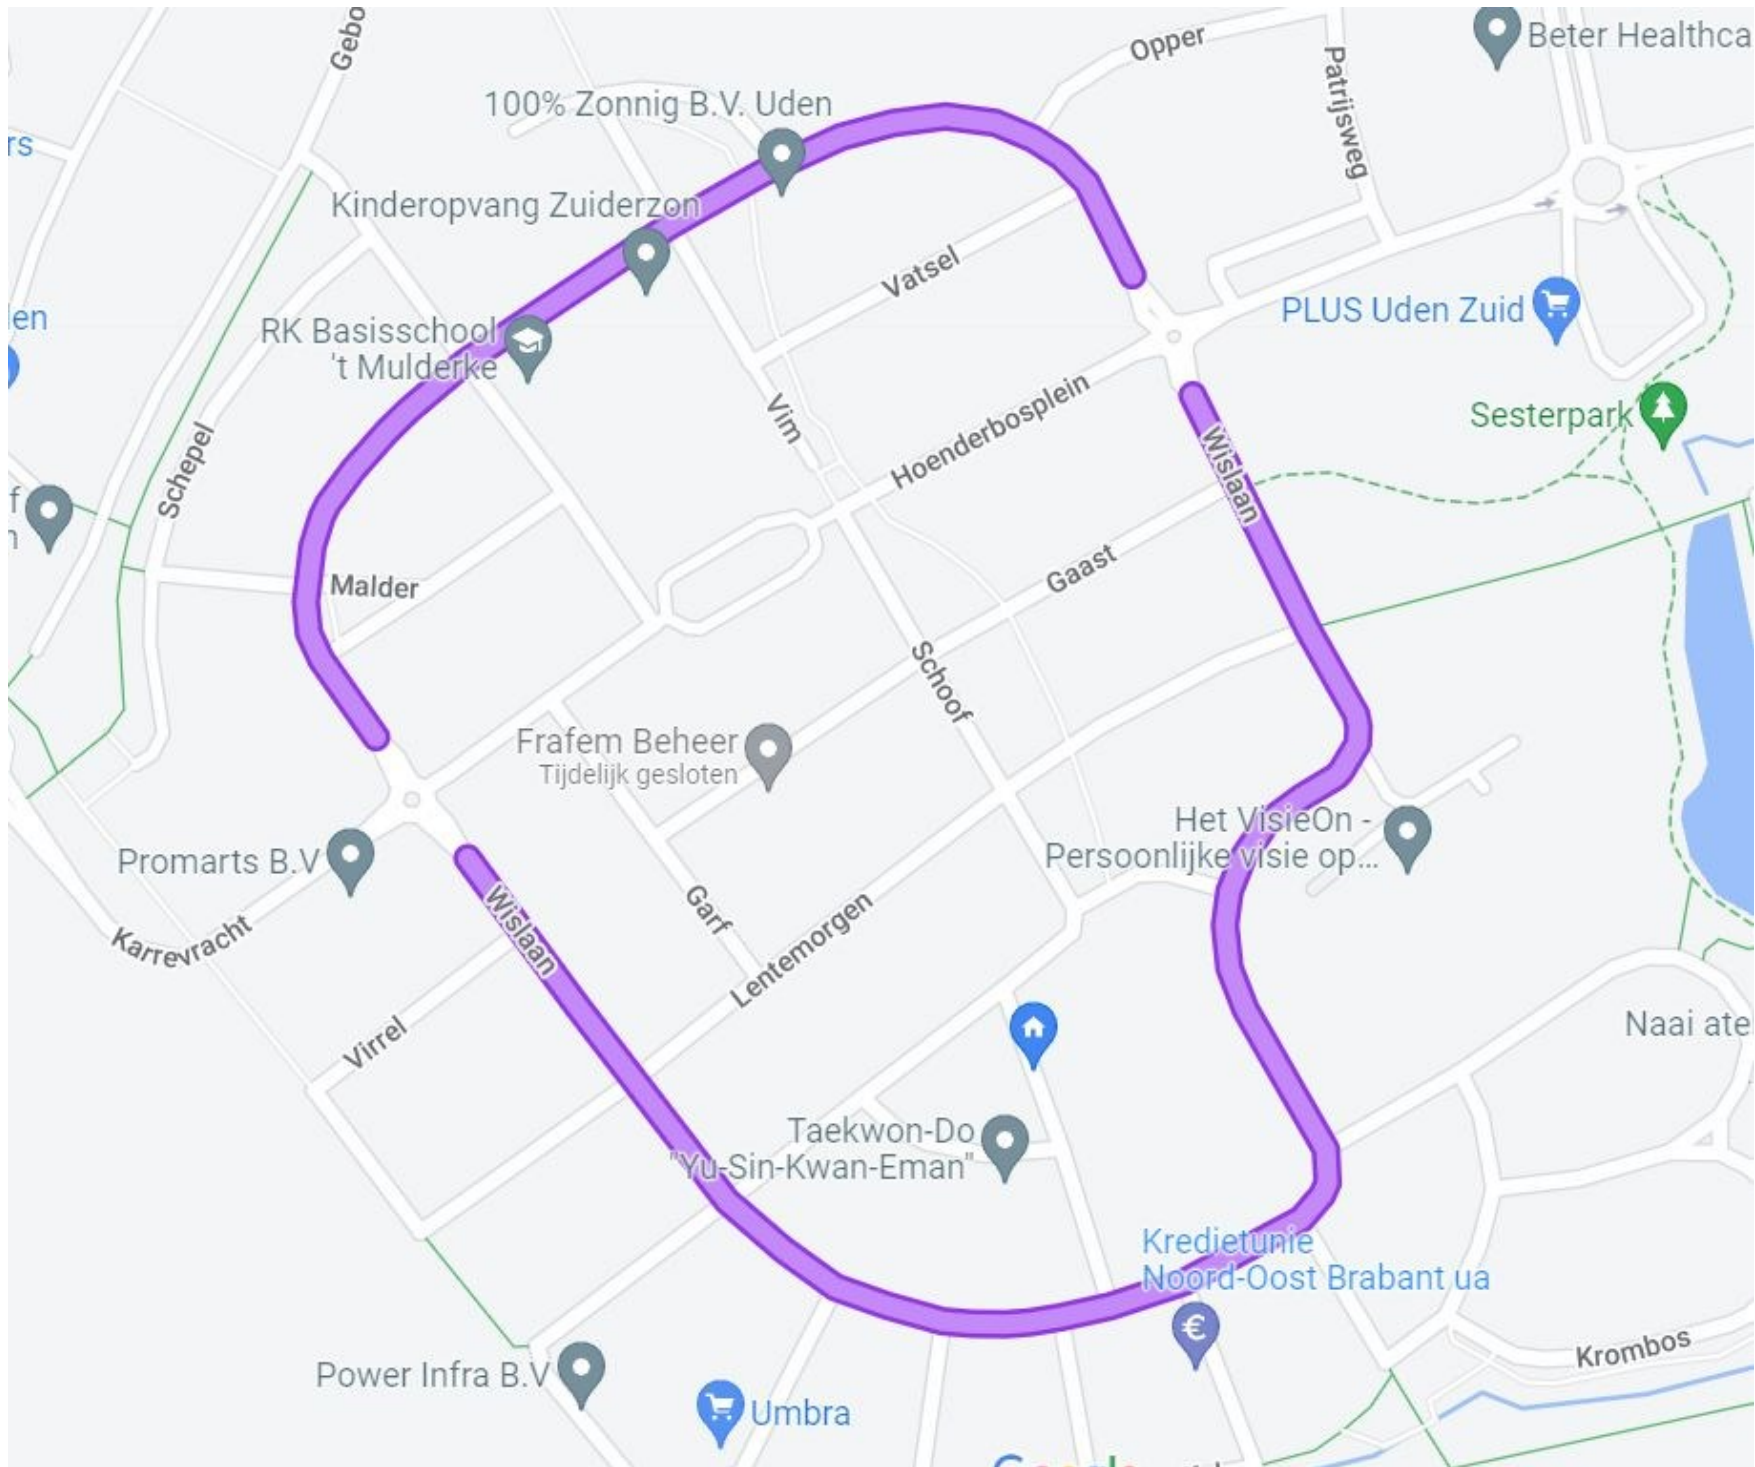 Gebo
Opper
Beter Healthca
Patrijsweg
100% Zonnig B.V. Uden
rs
Kinderopvang Zuiderzon
Vatsel
PLUS Uden Zuid
len
RK Basisschool
't Mulderke
Vim
Hoenderbosplein
Sesterpark
Wislaan
Schepel
f
n
Malder
Gaast
Schoof
Frafem Beheer
Tijdelijk gesloten
Het VisieOn -
Persoonlijke visie op...
Promarts B.V
Karrevracht
Wislaan
Garf
Lentemorgen
Virrel
Naai ate
Taekwon-Do
"Yu-Sin-Kwan-Eman"
Kredietunie
Noord-Oost Brabant ua
€
Krombos
Power Infra B.V
Umbra